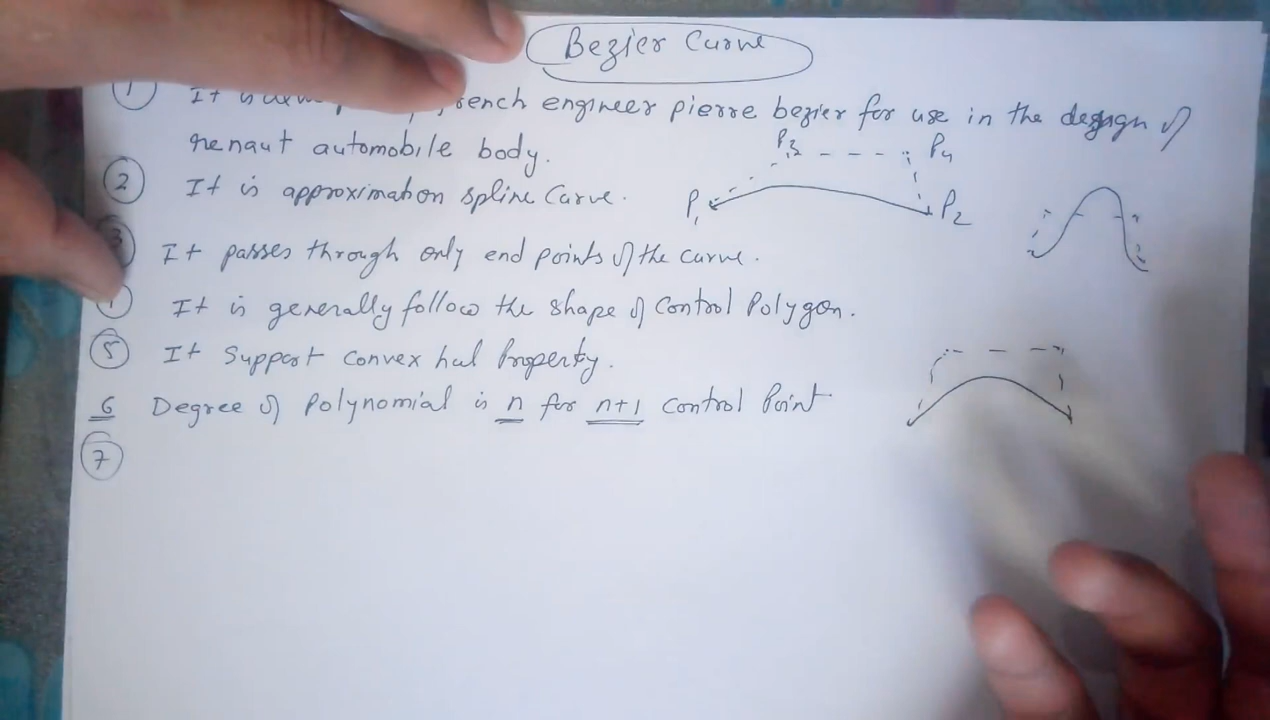 Bezier Curve
① It is french engineer pierre bezier for use in the design of
renaut automobile body.
P3 P4
② It is approximation spline Curve. P1 P2
3 It passes through only end points of the curve.
It is generally follow the shape of Control Polygon.
⑤ It Support convex hul Property.
6 Degree of Polynomial is n for n+1 Control Point
⑦